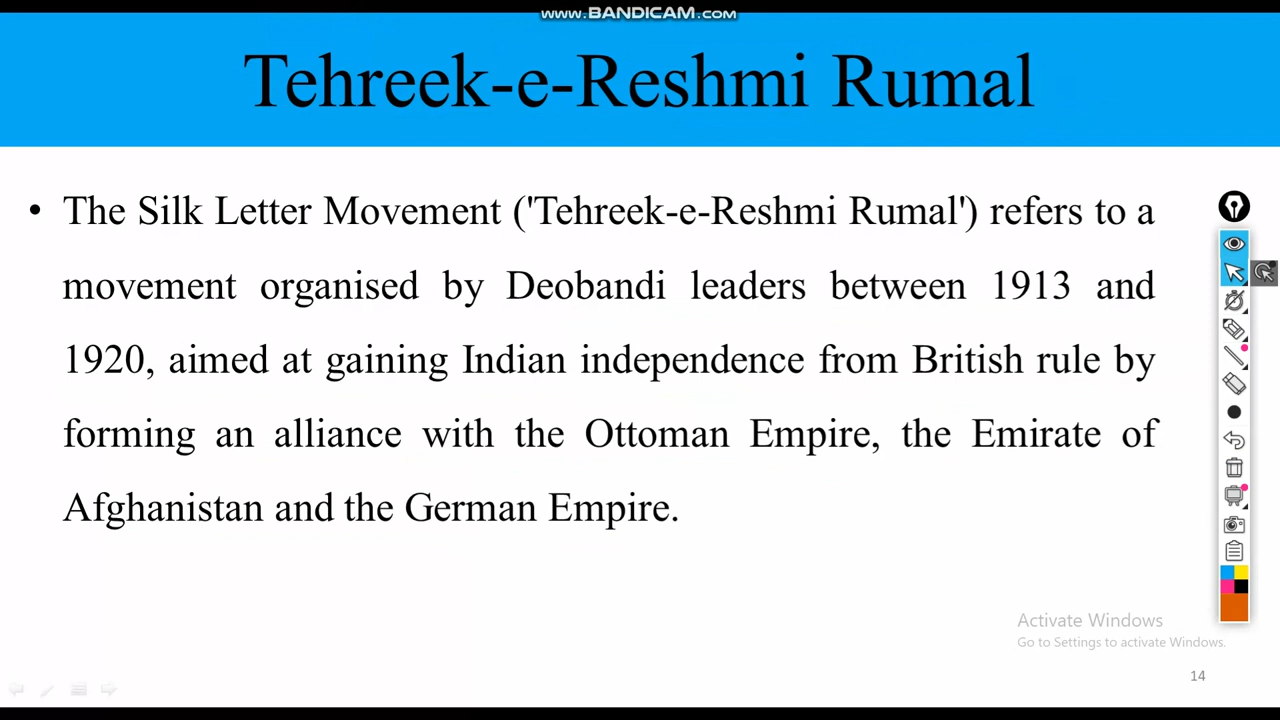 www.BANDICAM.com
Tehreek-e-Reshmi Rumal
• The Silk Letter Movement ('Tehreek-e-Reshmi Rumal') refers to a
movement organised by Deobandi leaders between 1913 and
1920, aimed at gaining Indian independence from British rule by
forming an alliance with the Ottoman Empire, the Emirate of
Afghanistan and the German Empire.
Activate Windows
Go to Settings to activate Windows.
14